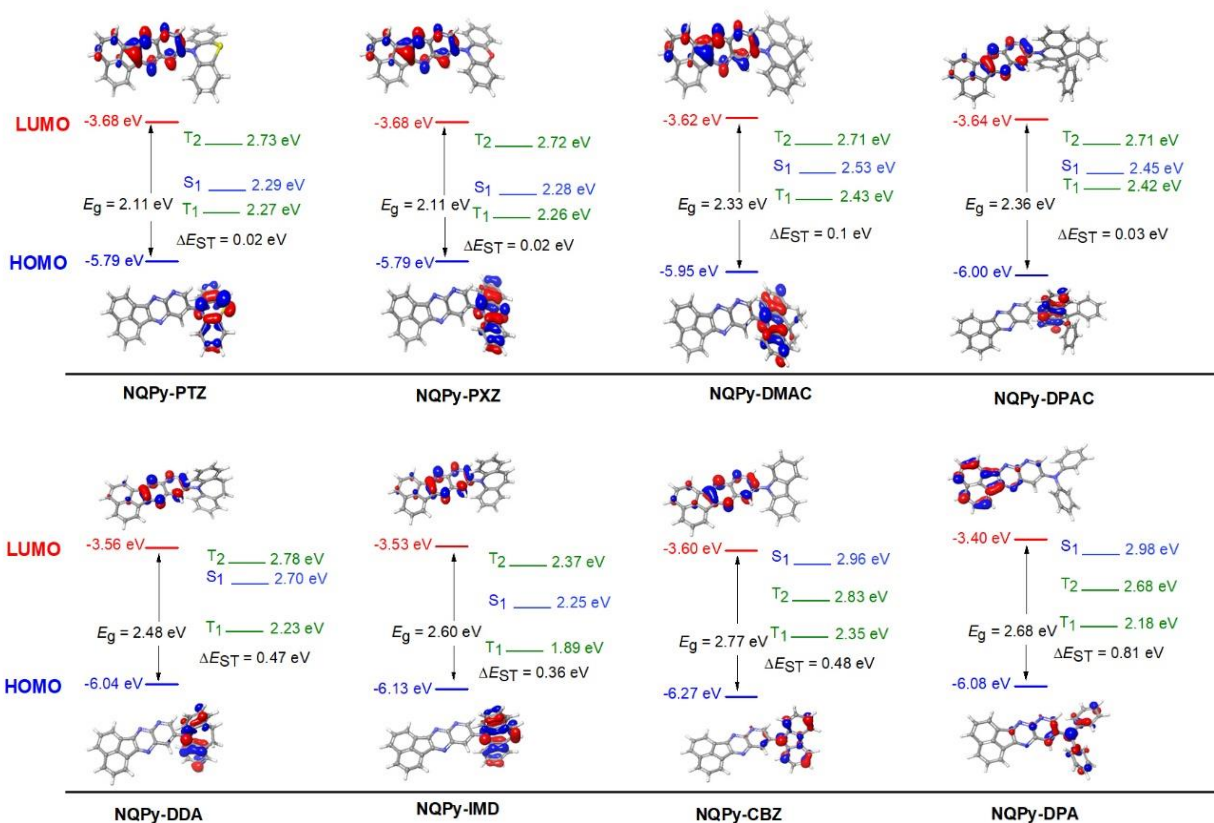 LUMO
-3.68 eV
T2 2.73 eV
S1 2.29 eV
Eg = 2.11 eV
T1 2.27 eV
ΔEST = 0.02 eV
HOMO
-5.79 eV
NQPy-PTZ
-3.68 eV
T2 2.72 eV
S1 2.28 eV
Eg = 2.11 eV
T1 2.26 eV
ΔEST = 0.02 eV
-5.79 eV
NQPy-PXZ
-3.62 eV
T2 2.71 eV
S1 2.53 eV
Eg = 2.33 eV
T1 2.43 eV
ΔEST = 0.1 eV
-5.95 eV
NQPy-DMAC
-3.64 eV
T2 2.71 eV
S1 2.45 eV
T1 2.42 eV
Eg = 2.36 eV
ΔEST = 0.03 eV
-6.00 eV
NQPy-DPAC
LUMO
-3.56 eV
T2 2.78 eV
S1 2.70 eV
Eg = 2.48 eV
T1 2.23 eV
ΔEST = 0.47 eV
HOMO
-6.04 eV
NQPy-DDA
-3.53 eV
T2 2.37 eV
S1 2.25 eV
Eg = 2.60 eV
T1 1.89 eV
ΔEST = 0.36 eV
-6.13 eV
NQPy-IMD
-3.60 eV
S1 2.96 eV
T2 2.83 eV
Eg = 2.77 eV
T1 2.35 eV
ΔEST = 0.48 eV
-6.27 eV
NQPy-CBZ
-3.40 eV
S1 2.98 eV
T2 2.68 eV
Eg = 2.68 eV
T1 2.18 eV
ΔEST = 0.81 eV
-6.08 eV
NQPy-DPA